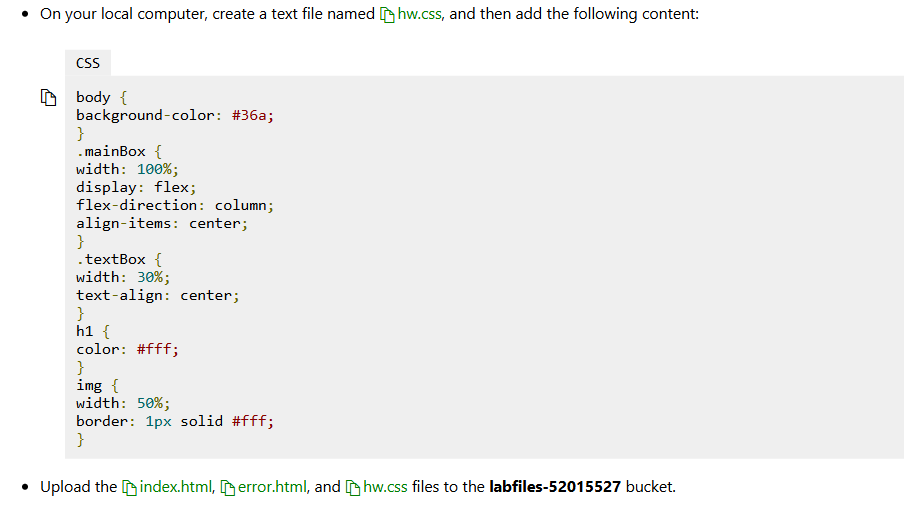 On your local computer, create a text file named hw.css, and then add the following content:
CSS
body {
background-color: #36a;
}
.mainBox {
width: 100%;
display: flex;
flex-direction: column;
align-items: center;
}
.textBox {
width: 30%;
text-align: center;
}
h1 {
color: #fff;
}
img {
width: 50%;
border: 1px solid #fff;
}
Upload the index.html, error.html, and hw.css files to the labfiles-52015527 bucket.